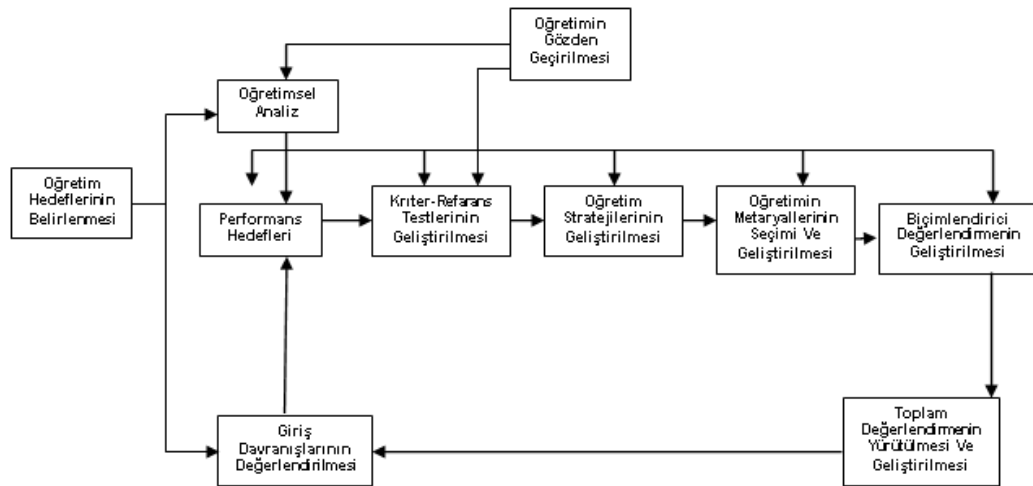 Öğretimin
Gözden
Geçirilmesi
Öğretimsel
Analiz
Öğretim
Hedeflerinin
Belirlenmesi
Performans
Hedefleri
Kriter-Refarans
Testlerinin
Geliştirilmesi
Öğretim
Stratejilerinin
Geliştirilmesi
Öğretimin
Metaryallerinin
Seçimi Ve
Geliştirilmesi
Biçimlendirici
Değerlendirmenin
Geliştirilmesi
Giriş
Davranışlarının
Değerlendirilmesi
Toplam
Değerlendirmenin
Yürütülmesi Ve
Geliştirilmesi